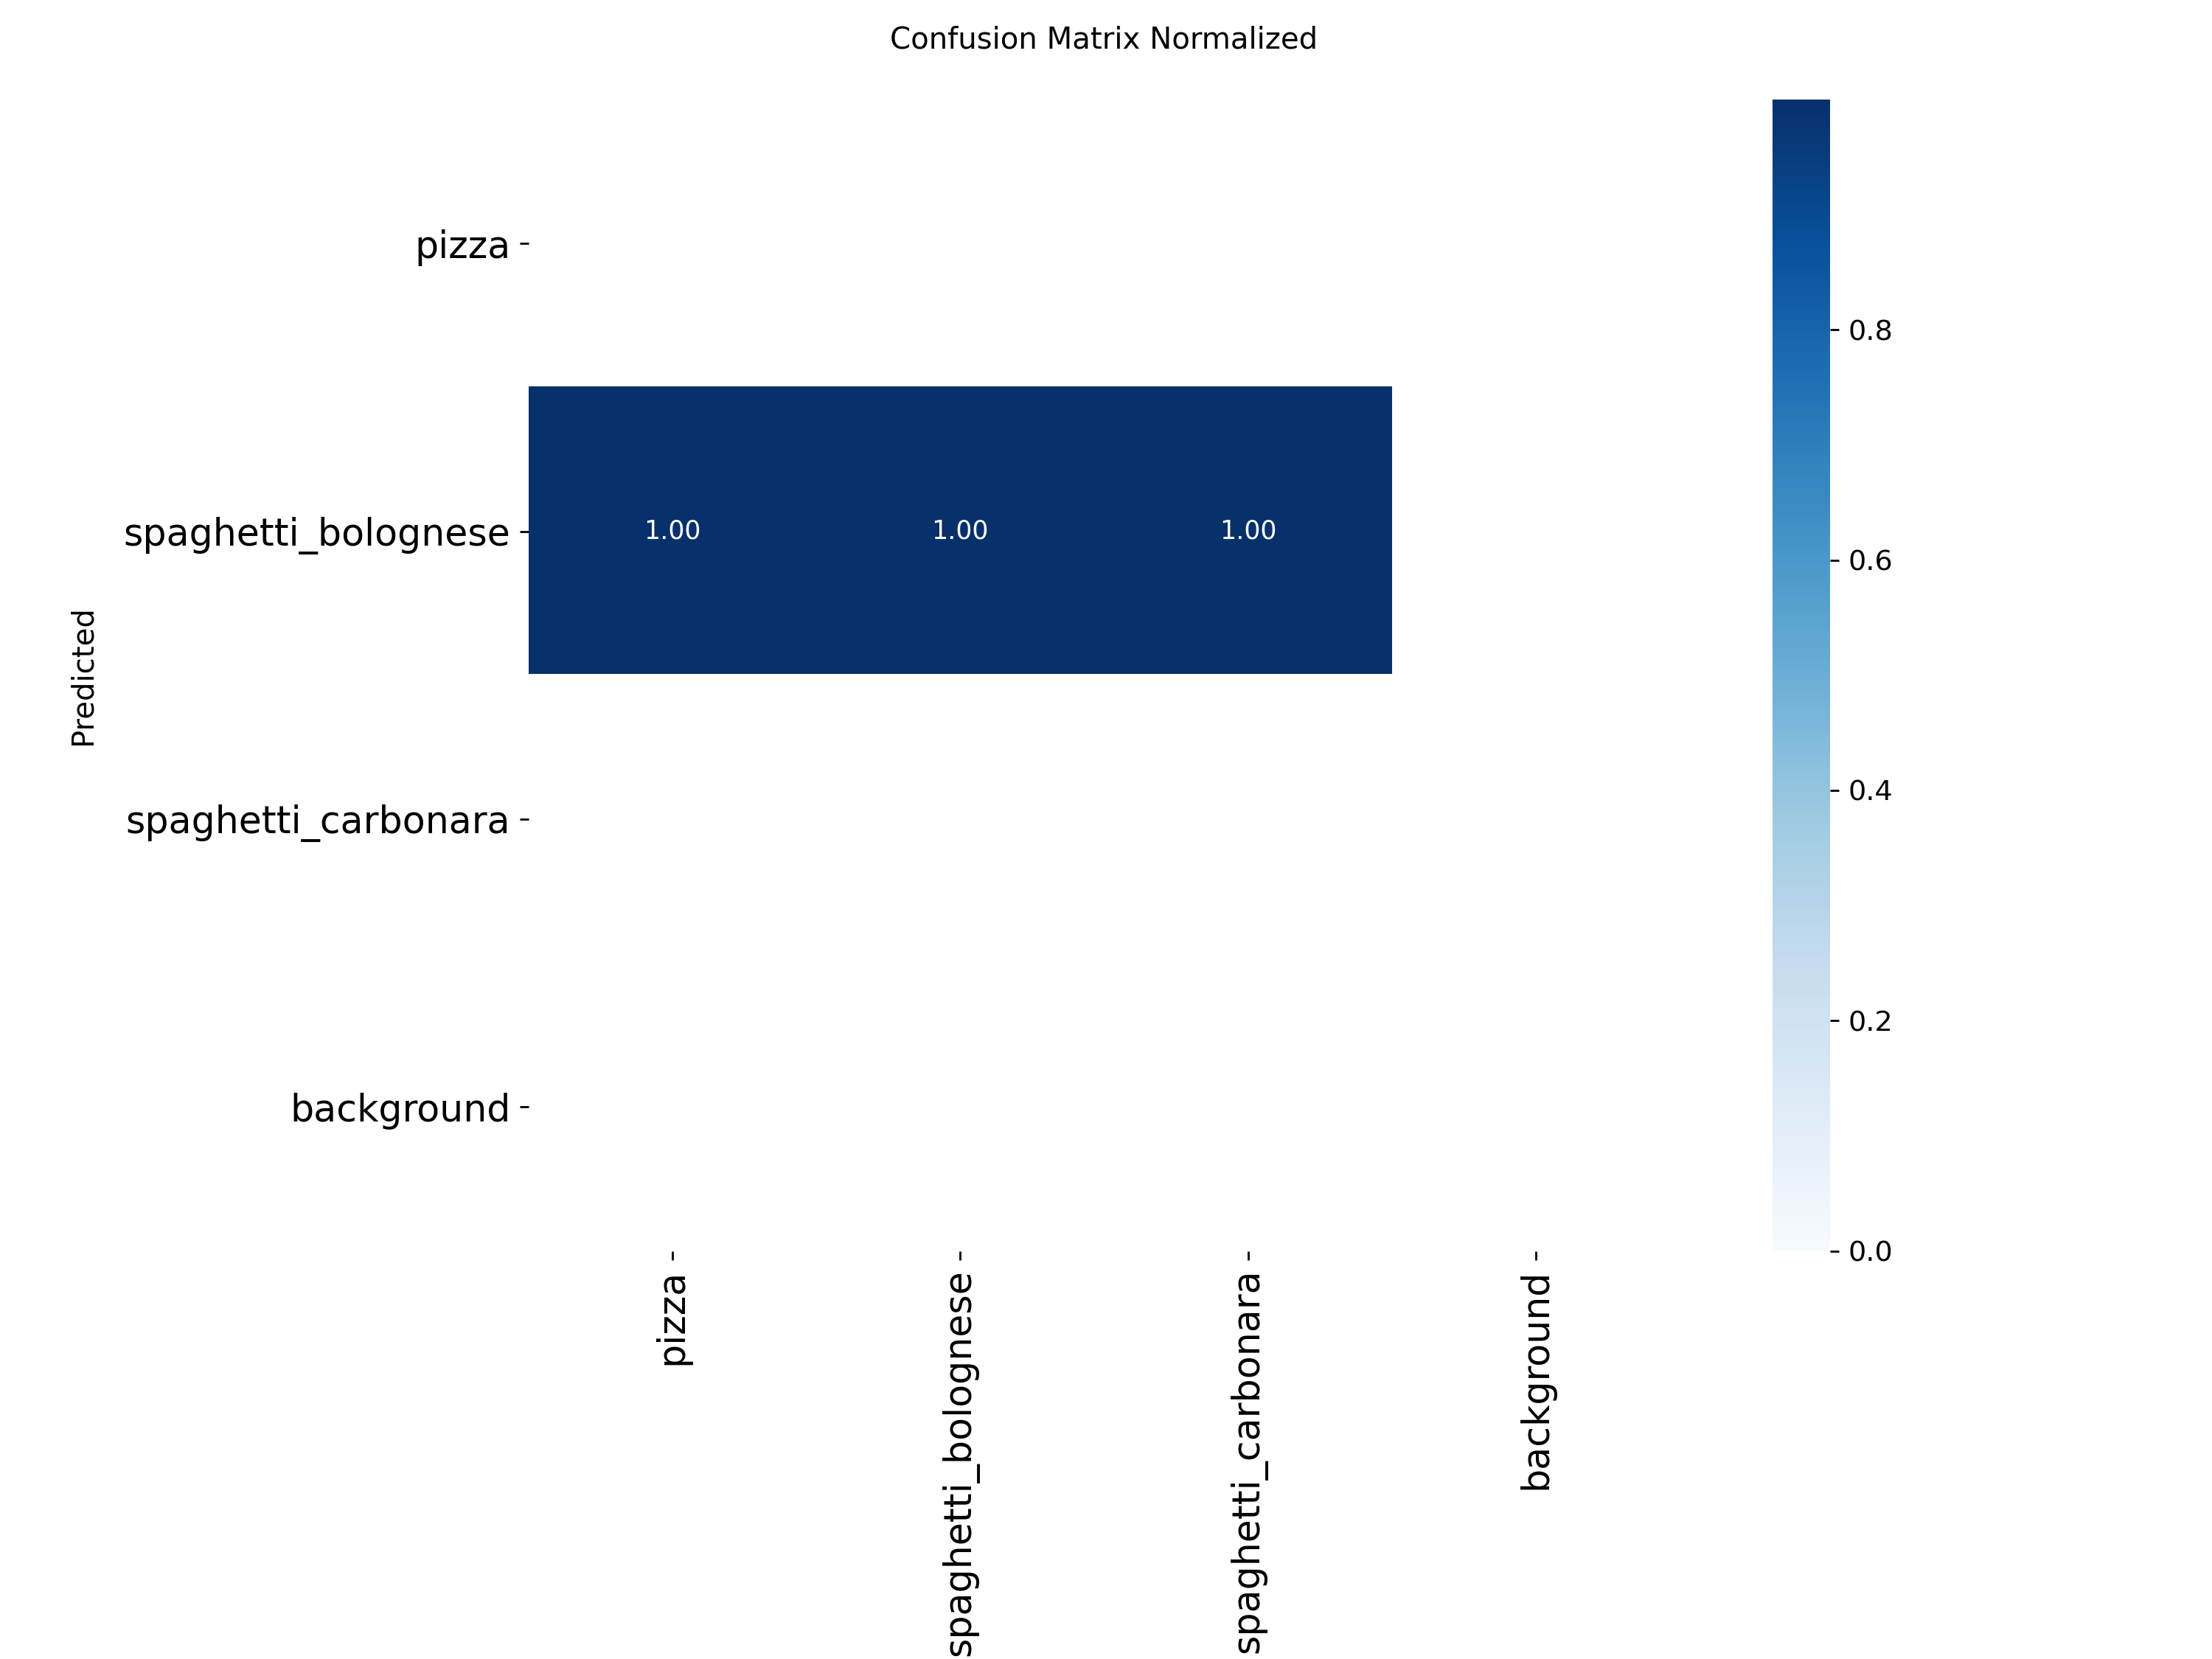 Confusion Matrix Normalized
pizza
spaghetti_bolognese
spaghetti_carbonara
background
Predicted
1.00 1.00 1.00
pizza
spaghetti_bolognese
spaghetti_carbonara
background
0.8
0.6
0.4
0.2
0.0